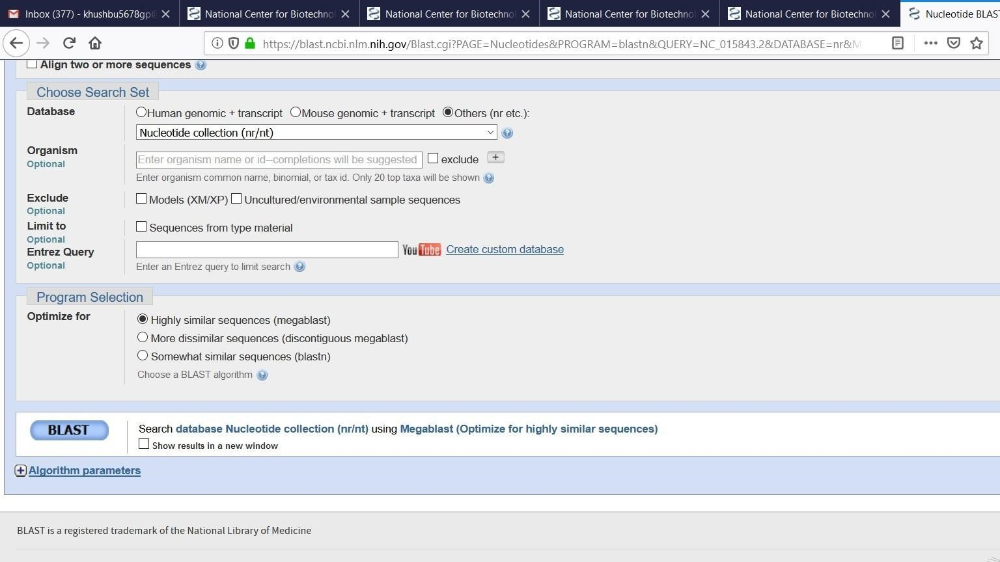 Inbox (377) - khushbu5678gp@
National Center for Biotechnol
National Center for Biotechno
National Center for Biotechno
National Center for Biotechno
Nucleotide BLAS
https://blast.ncbi.nlm.nih.gov/Blast.cgi?PAGE=Nucleotides&PROGRAM=blastn&QUERY=NC_015843.2&DATABASE=nr&M
Align two or more sequences
Choose Search Set
Database
Human genomic + transcript Mouse genomic + transcript Others (nr etc.):
Nucleotide collection (nr/nt)
Organism
Optional
Enter organism name or id--completions will be suggested exclude +
Enter organism common name, binomial, or tax id. Only 20 top taxa will be shown
Exclude
Optional
Models (XM/XP) Uncultured/environmental sample sequences
Limit to
Optional
Sequences from type material
Entrez Query
Optional
YouTube Create custom database
Enter an Entrez query to limit search
Program Selection
Optimize for
Highly similar sequences (megablast)
More dissimilar sequences (discontiguous megablast)
Somewhat similar sequences (blastn)
Choose a BLAST algorithm
BLAST
Search database Nucleotide collection (nr/nt) using Megablast (Optimize for highly similar sequences)
Show results in a new window
Algorithm parameters
BLAST is a registered trademark of the National Library of Medicine